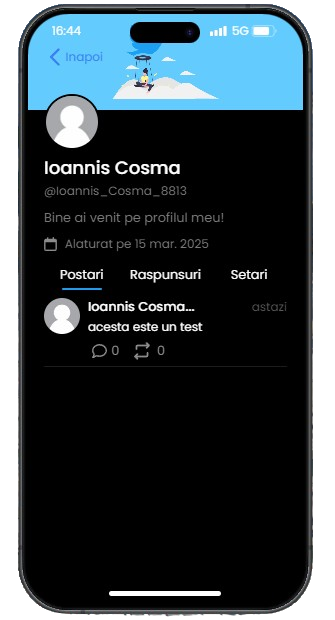 16:44
5G
Inapoi
Ioannis Cosma
@Ioannis_Cosma_8813
Bine ai venit pe profilul meu!
Alaturat pe 15 mar. 2025
Postari Raspunsuri Setari
Ioannis Cosma... astazi
acesta este un test
0 0